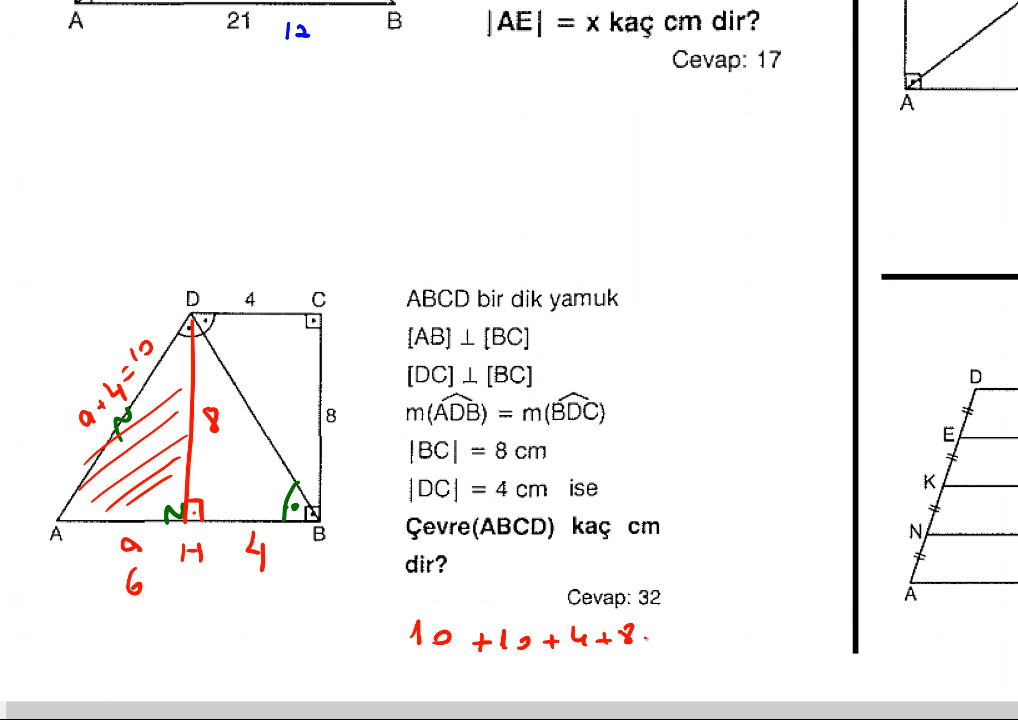 A 21 12 B
|AE| = x kaç cm dir?
Cevap: 17
A
D 4 C
a+4=10
8
8
A H B
a 4
6
ABCD bir dik yamuk
[AB] ⊥ [BC]
[DC] ⊥ [BC]
m(ADB) = m(BDC)
|BC| = 8 cm
|DC| = 4 cm ise
Çevre(ABCD) kaç cm
dir?
Cevap: 32
10 + 10 + 4 + 8.
D
E
K
N
A